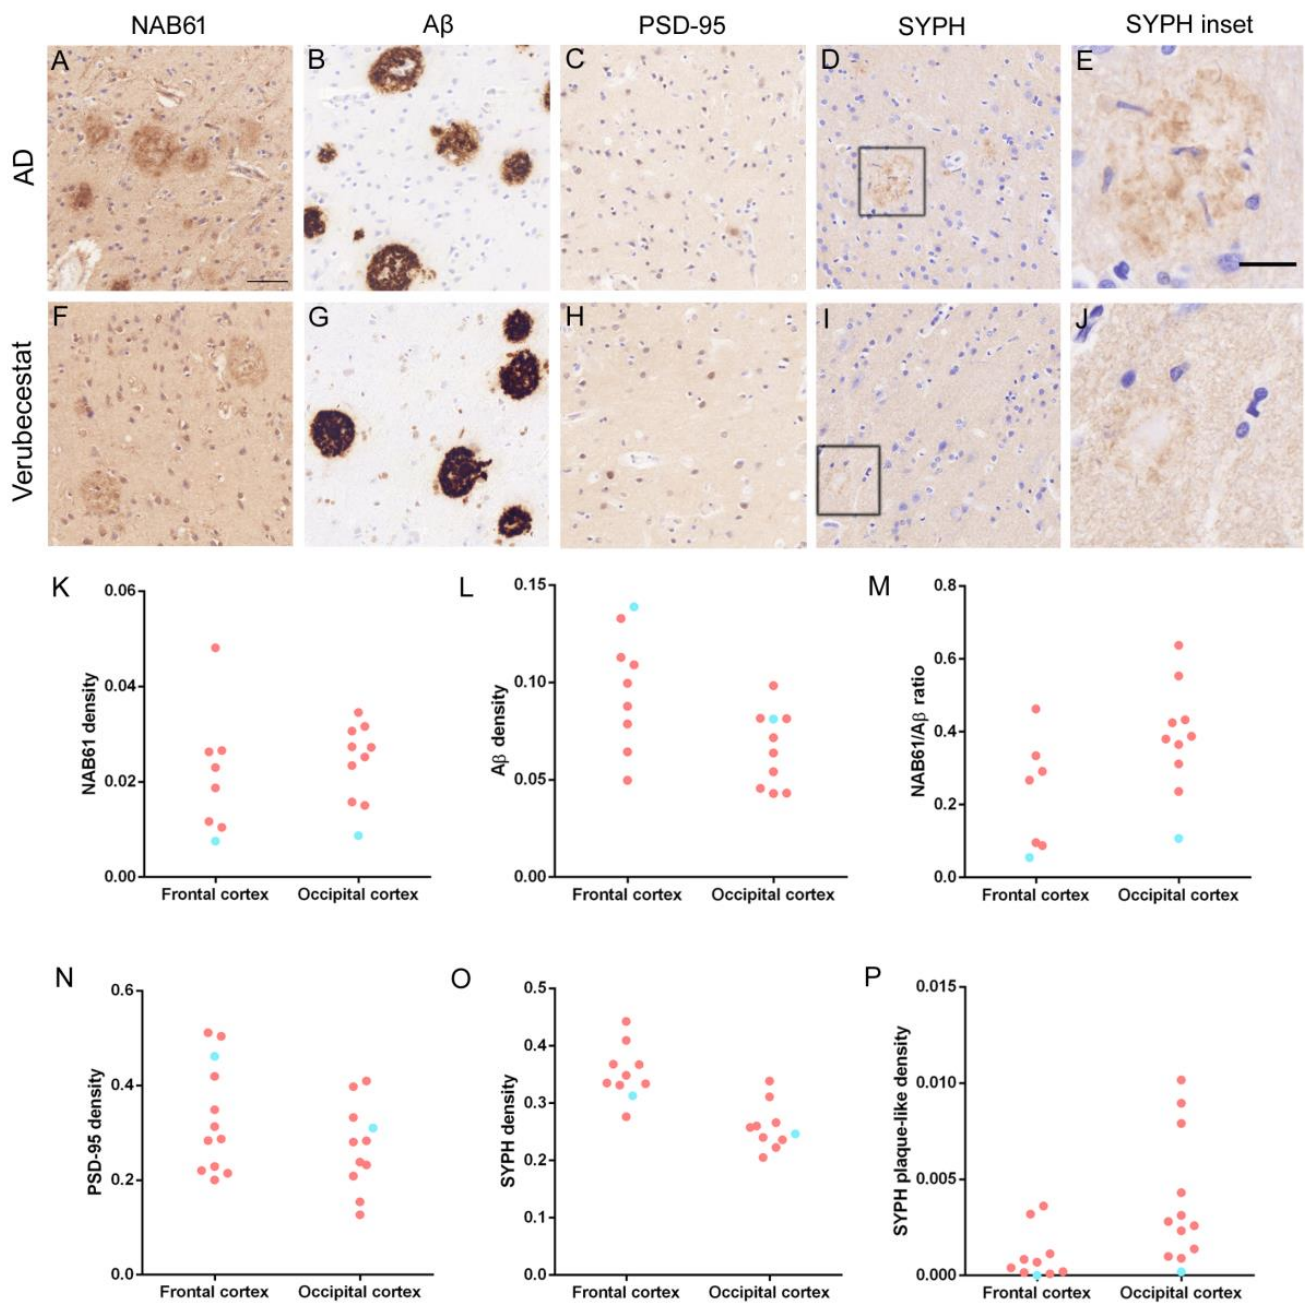 NAB61 Aβ PSD-95 SYPH SYPH inset
AD
A B C D E
Verubecestat
F G H I J
K L M
NAB61 density
0.06
0.04
0.02
0.00
Frontal cortex Occipital cortex
Aβ density
0.15
0.10
0.05
0.00
Frontal cortex Occipital cortex
NAB61/Aβ ratio
0.8
0.6
0.4
0.2
0.0
Frontal cortex Occipital cortex
N O P
PSD-95 density
0.6
0.4
0.2
0.0
Frontal cortex Occipital cortex
SYPH density
0.5
0.4
0.3
0.2
0.1
0.0
Frontal cortex Occipital cortex
SYPH plaque-like density
0.015
0.010
0.005
0.000
Frontal cortex Occipital cortex